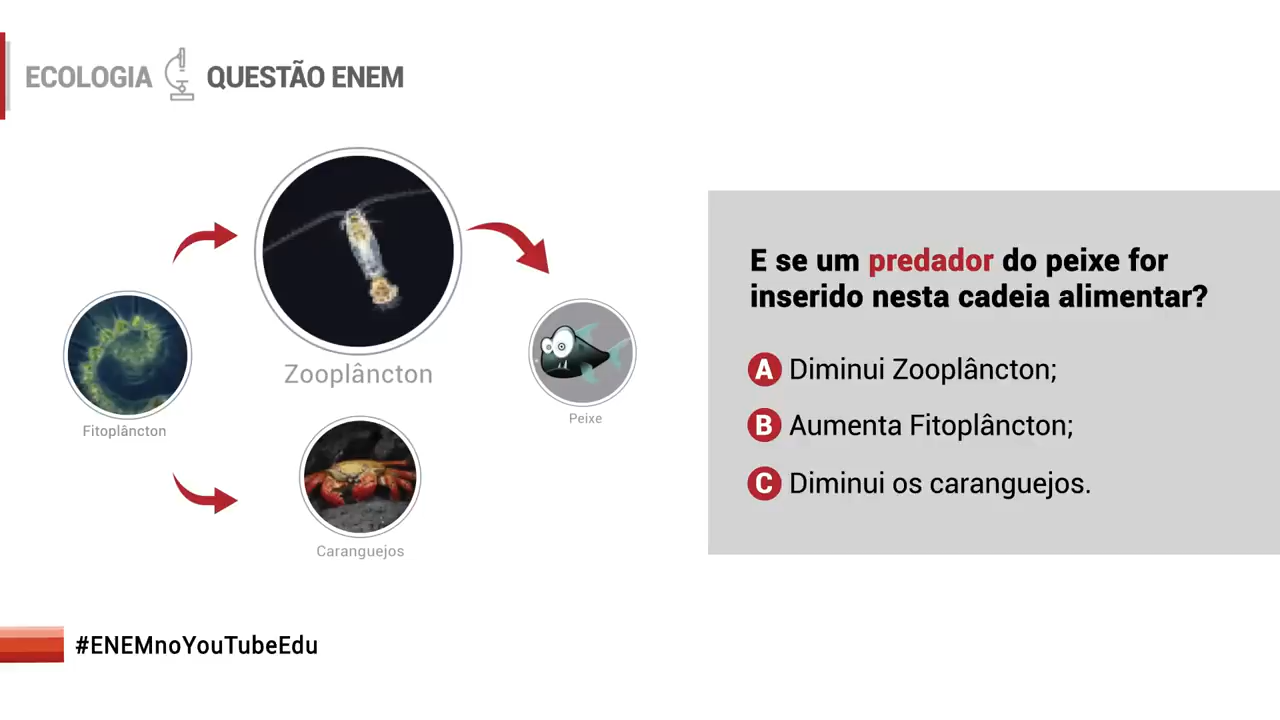 ECOLOGIA QUESTÃO ENEM
Zooplâncton
Fitoplâncton
Peixe
Caranguejos
E se um predador do peixe for
inserido nesta cadeia alimentar?
A Diminui Zooplâncton;
B Aumenta Fitoplâncton;
C Diminui os caranguejos.
#ENEMnoYouTubeEdu